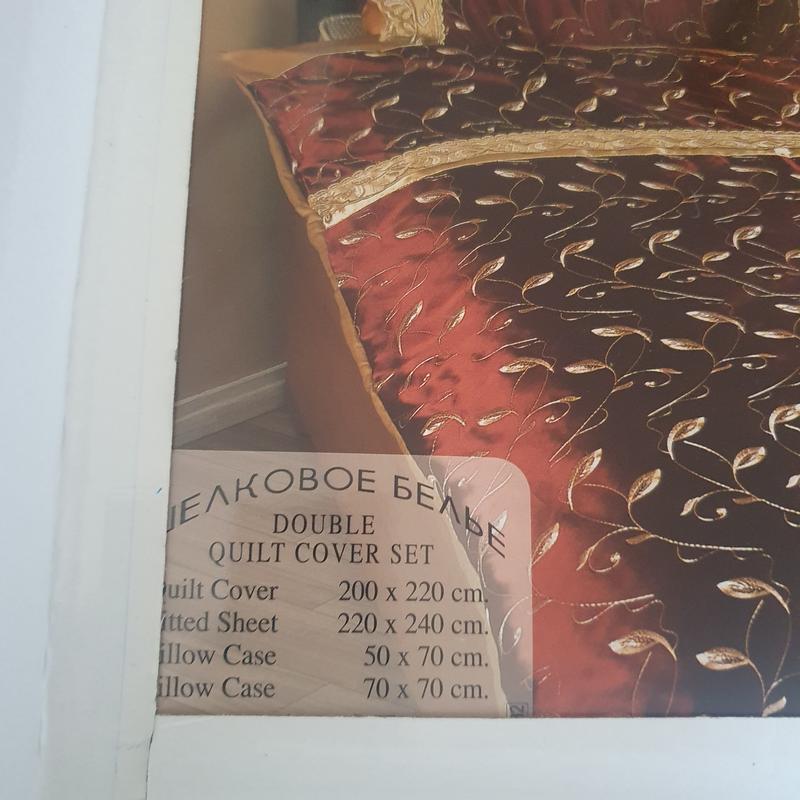 ШЕЛКОВОЕ БЕЛЬЕ
DOUBLE
QUILT COVER SET
uilt Cover 200 x 220 cm.
itted Sheet 220 x 240 cm.
illow Case 50 x 70 cm.
illow Case 70 x 70 cm.